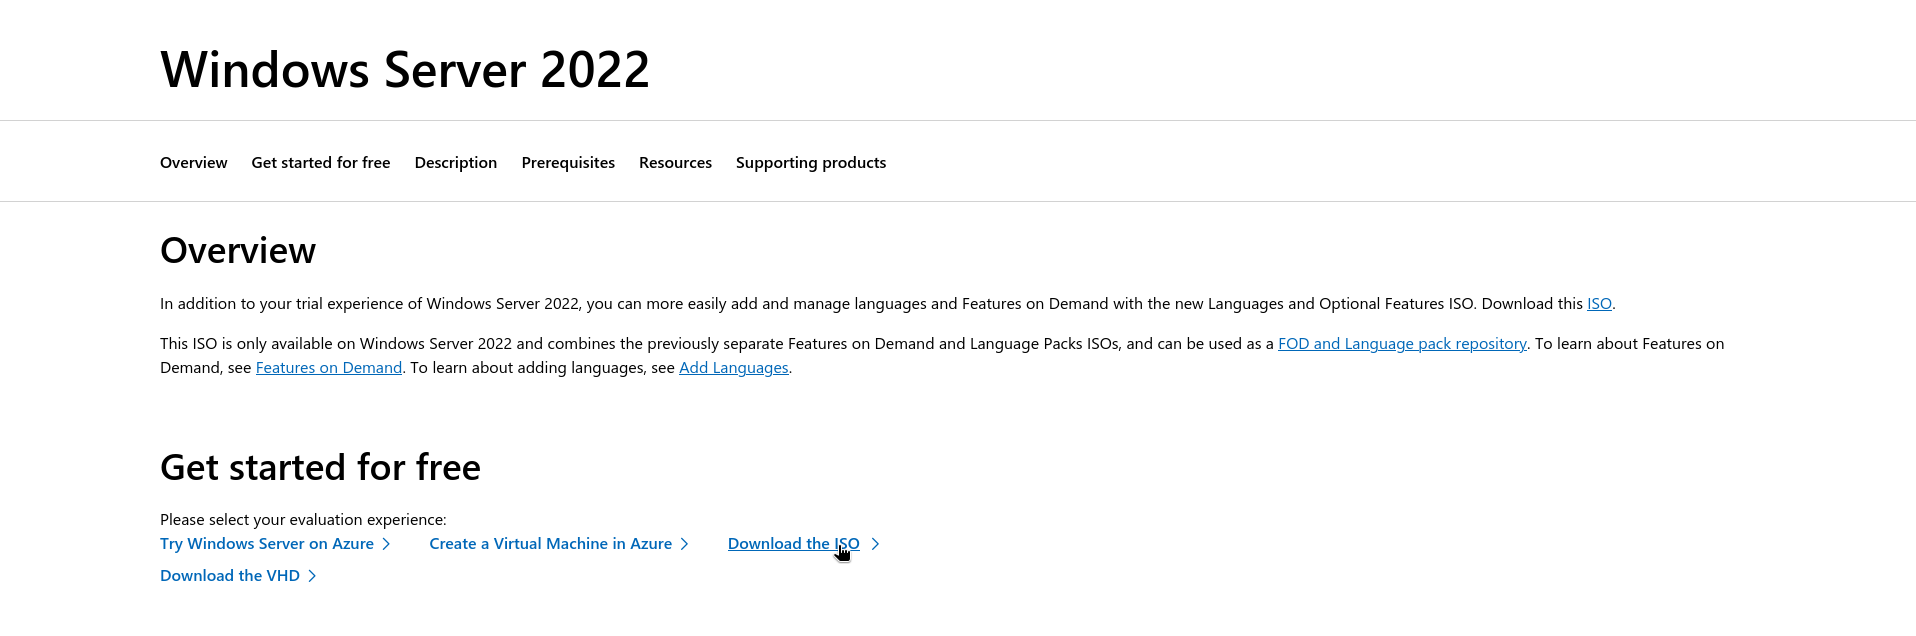 Windows Server 2022
Overview Get started for free Description Prerequisites Resources Supporting products
Overview
In addition to your trial experience of Windows Server 2022, you can more easily add and manage languages and Features on Demand with the new Languages and Optional Features ISO. Download this ISO.
This ISO is only available on Windows Server 2022 and combines the previously separate Features on Demand and Language Packs ISOs, and can be used as a FOD and Language pack repository. To learn about Features on
Demand, see Features on Demand. To learn about adding languages, see Add Languages.
Get started for free
Please select your evaluation experience:
Try Windows Server on Azure Create a Virtual Machine in Azure Download the ISO
Download the VHD